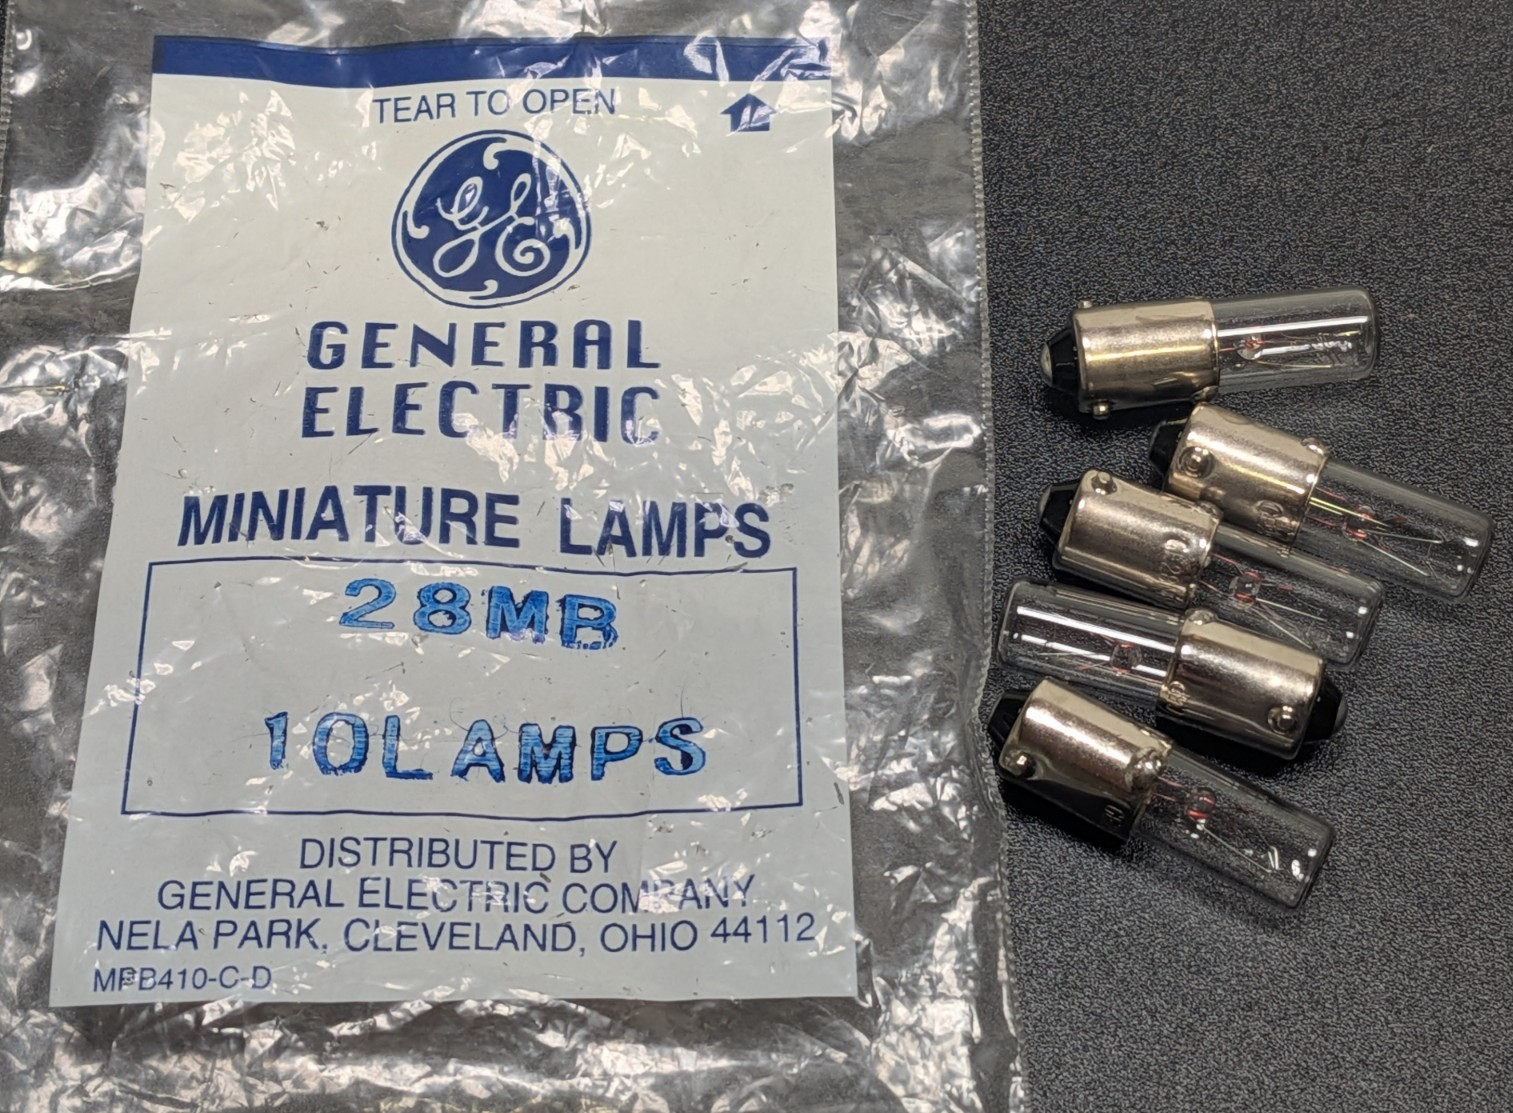 TEAR TO OPEN
GE
GENERAL
ELECTRIC
MINIATURE LAMPS
28MB
10LAMPS
DISTRIBUTED BY
GENERAL ELECTRIC COMPANY
NELA PARK, CLEVELAND, OHIO 44112
MPB410-C-D